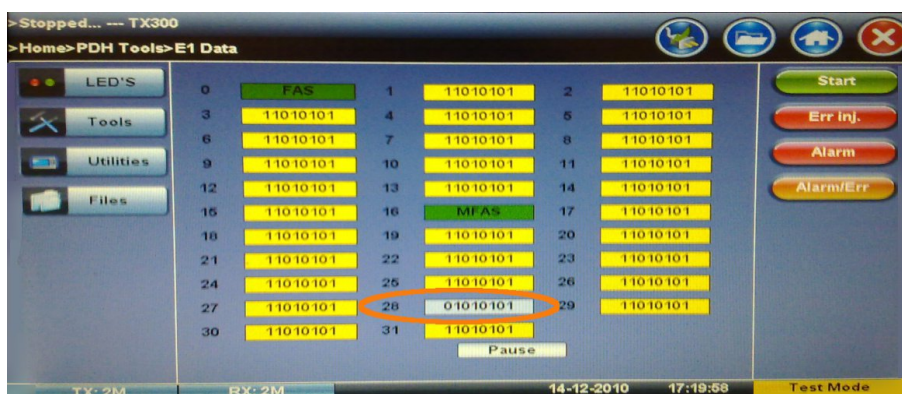 >Stopped... --- TX300
>Home>PDH Tools>E1 Data
LED'S
Tools
Utilities
Files
0 FAS 1 11010101 2 11010101
3 11010101 4 11010101 5 11010101
6 11010101 7 11010101 8 11010101
9 11010101 10 11010101 11 11010101
12 11010101 13 11010101 14 11010101
15 11010101 16 MFAS 17 11010101
18 11010101 19 11010101 20 11010101
21 11010101 22 11010101 23 11010101
24 11010101 25 11010101 26 11010101
27 11010101 28 01010101 29 11010101
30 11010101 31 11010101
Pause
Start
Err inj.
Alarm
Alarm/Err
TX: 2M RX: 2M 14-12-2010 17:19:58 Test Mode